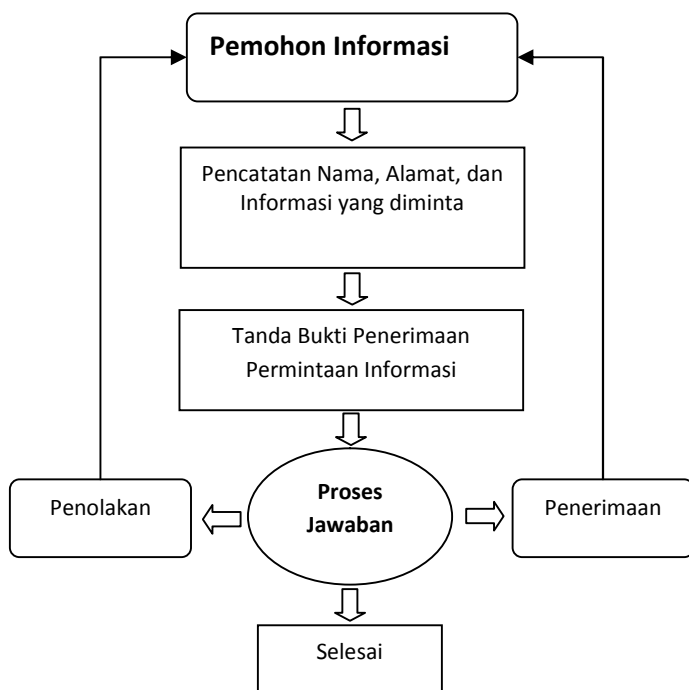 Pemohon Informasi
Pencatatan Nama, Alamat, dan
Informasi yang diminta
Tanda Bukti Penerimaan
Permintaan Informasi
Penolakan
Proses
Jawaban
Penerimaan
Selesai